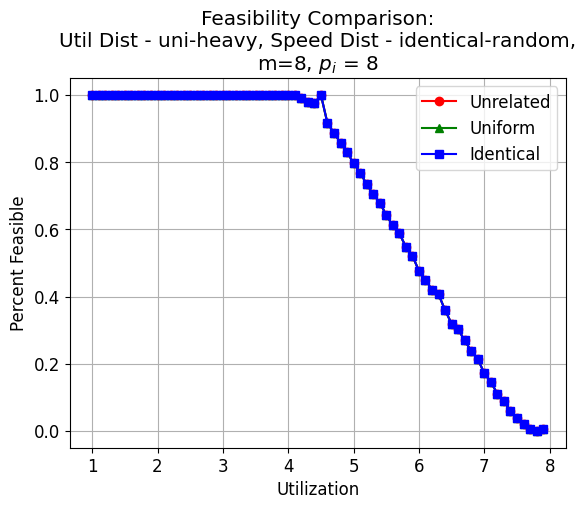 Feasibility Comparison:
Util Dist - uni-heavy, Speed Dist - identical-random,
m=8, $p_i$ = 8
1.0
0.8
0.6
0.4
0.2
0.0
Percent Feasible
Unrelated
Uniform
Identical
1 2 3 4 5 6 7 8
Utilization